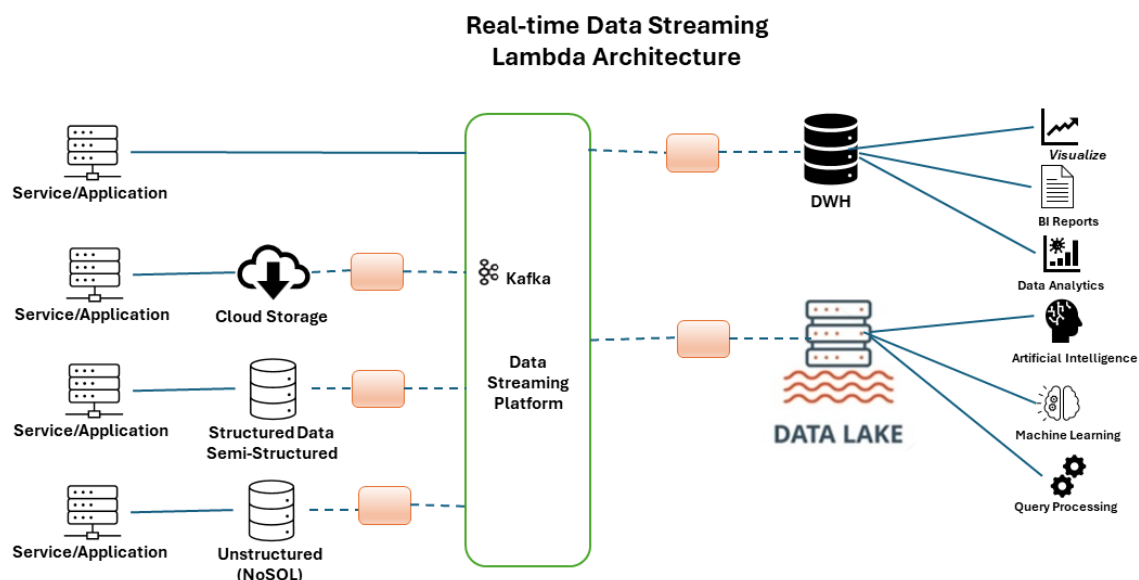 Real-time Data Streaming
Lambda Architecture
Service/Application
Service/Application
Cloud Storage
Service/Application
Structured Data
Semi-Structured
Service/Application
Unstructured
(NoSQL)
Kafka
Data
Streaming
Platform
DWH
Visualize
BI Reports
Data Analytics
DATA LAKE
Artificial Intelligence
Machine Learning
Query Processing